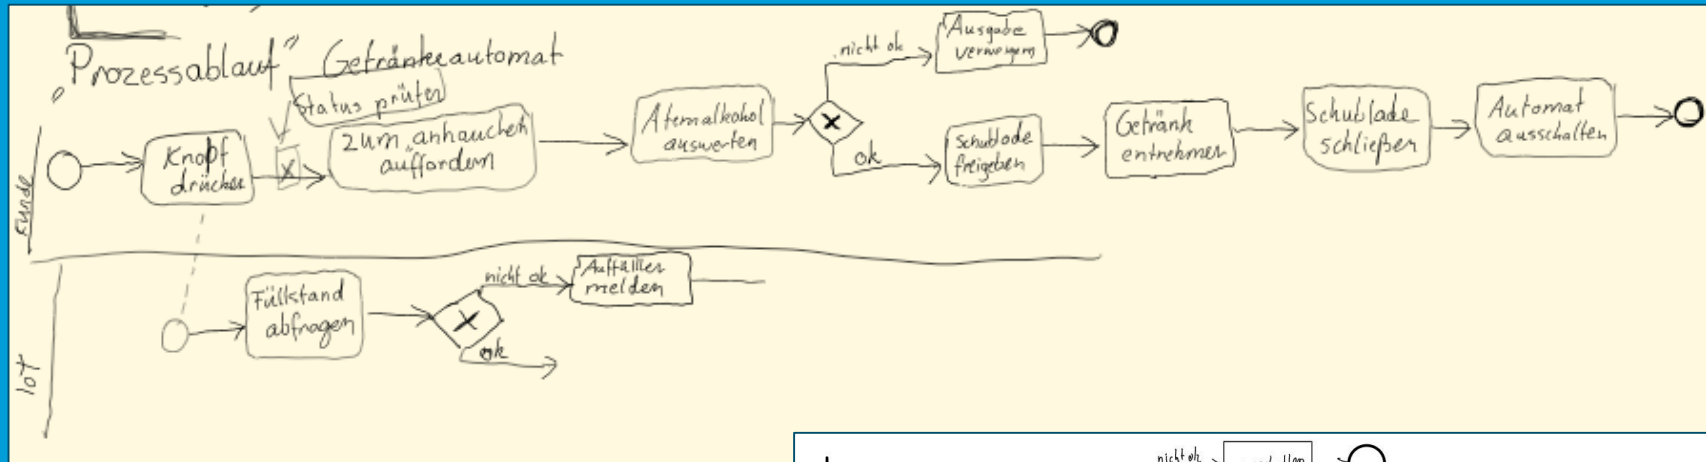 „Prozessablauf" Getränkeautomat
Status prüfen
Kunde
Knopf
drücken
X
zum „anhauchen
auffordern
Atemalkohol
auswerten
X
nicht ok
Ausgabe
verweigern
ok
Schublade
freigeben
Getränk
entnehmen
Schublade
schließen
Automat
ausschalten
IoT
Füllstand
abfragen
X
nicht ok
Auffüllen
melden
ok
nicht ok